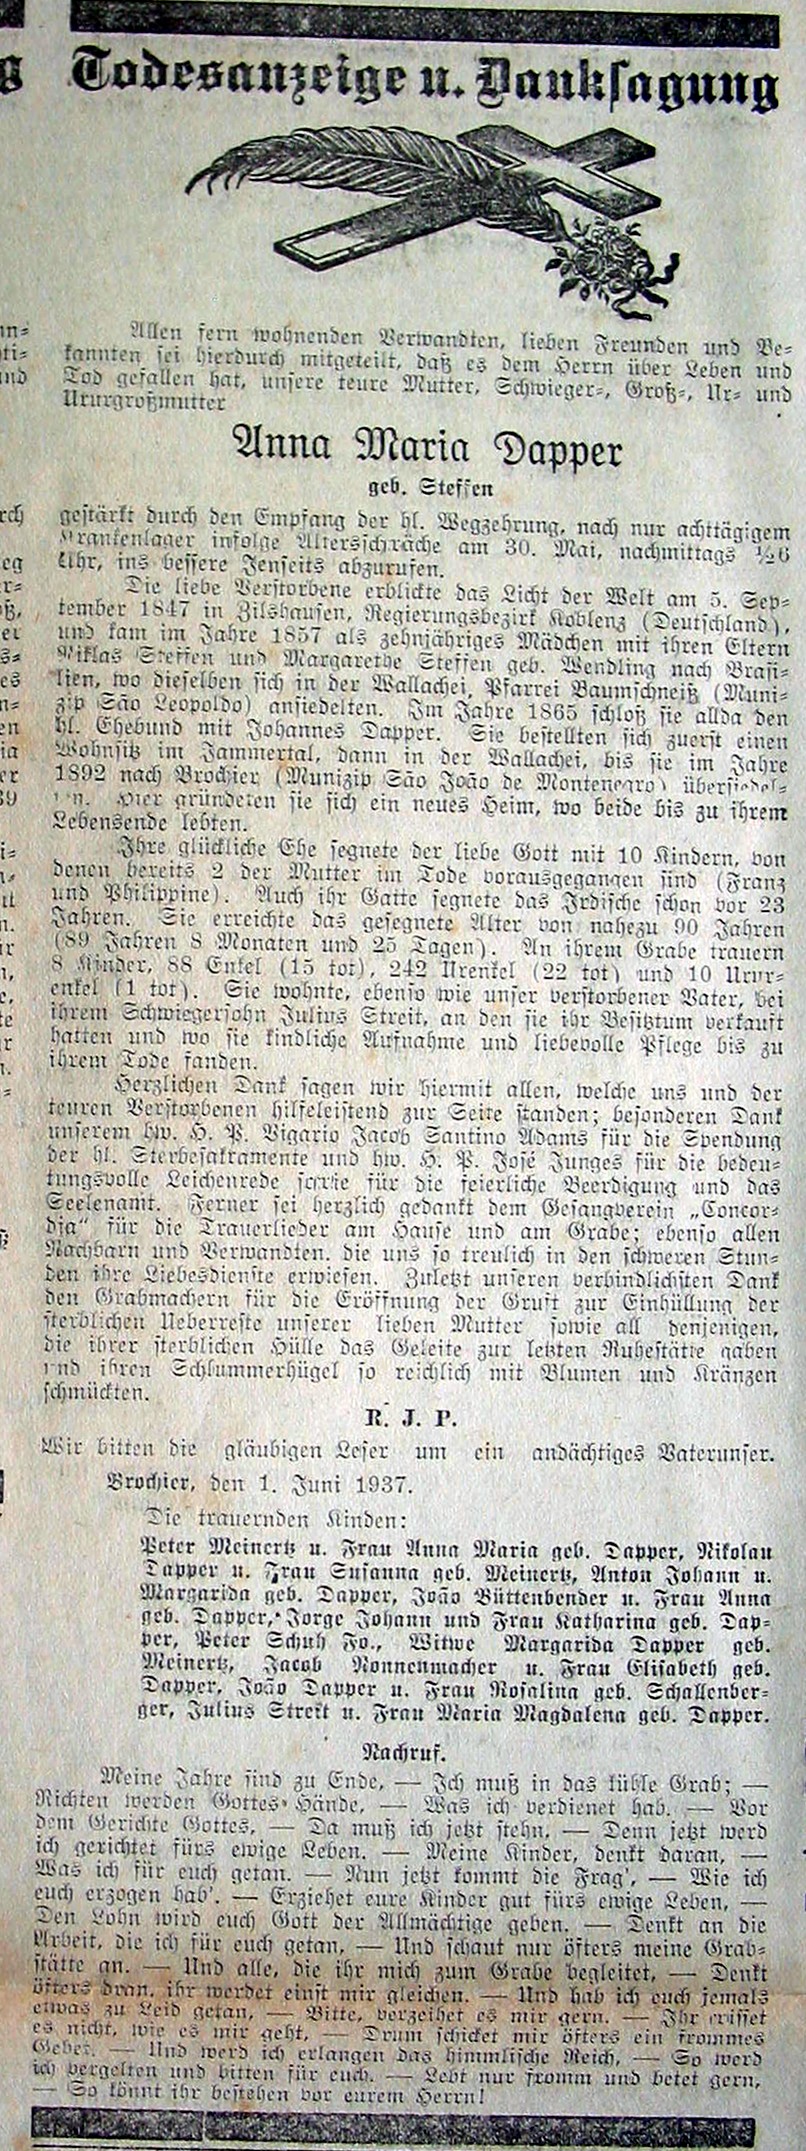 Todesanzeige u. Danksagung
Allen fern wohnenden Verwandten, lieben Freunden und Be-
kannten sei hierdurch mitgeteilt, daß es dem Herrn über Leben und
Tod gefallen hat, unsere teure Mutter, Schwieger-, Groß-, Ur- und
Ururgroßmutter
Anna Maria Dapper
geb. Steffen
gestärkt durch den Empfang der hl. Wegzehrung, nach nur achttägigem
Krankenlager infolge Altersschwäche am 30. Mai, nachmittags ½6
Uhr, ins bessere Jenseits abzurufen.
Die liebe Verstorbene erblickte das Licht der Welt am 5. Sep-
tember 1847 in Zilshausen, Regierungsbezirk Koblenz (Deutschland),
und kam im Jahre 1857 als zehnjähriges Mädchen mit ihren Eltern
Niklas Steffen und Margarethe Steffen geb. Wendling nach Brasi-
lien, wo dieselben sich in der Wallachei, Pfarrei Baumschneiß (Muni-
zip São Leopoldo) ansiedelten. Im Jahre 1865 schloß sie allda den
hl. Ehebund mit Johannes Dapper. Sie bestellten sich zuerst einen
Wohnsitz im Jammertal, dann in der Wallachei, bis sie im Jahre
1892 nach Brochier (Munizip São João de Montenegro) übersiedel-
ten. Hier gründeten sie sich ein neues Heim, wo beide bis zu ihrem
Lebensende lebten.
Ihre glückliche Ehe segnete der liebe Gott mit 10 Kindern, von
denen bereits 2 der Mutter im Tode vorausgegangen sind (Franz
und Philippine). Auch ihr Gatte segnete das Irdische schon vor 23
Jahren. Sie erreichte das gesegnete Alter von nahezu 90 Jahren
(89 Jahren 8 Monaten und 25 Tagen). An ihrem Grabe trauern
8 Kinder, 88 Enkel (15 tot), 242 Urenkel (22 tot) und 10 Urur-
enkel (1 tot). Sie wohnte, ebenso wie unser verstorbener Vater, bei
ihrem Schwiegersohn Julius Streit, an den sie ihr Besitztum verkauft
hatten und wo sie kindliche Aufnahme und liebevolle Pflege bis zu
ihrem Tode fanden.
Herzlichen Dank sagen wir hiermit allen, welche uns und der
teuren Verstorbenen hilfeleistend zur Seite standen; besonderen Dank
unserem hw. H. P. Vigario Jacob Santino Adams für die Spendung
der hl. Sterbesakramente und hw. H. P. José Junges für die bedeu-
tungsvolle Leichenrede sowie für die feierliche Beerdigung und das
Seelenamt. Ferner sei herzlich gedankt dem Gesangverein „Concor-
dia“ für die Trauerlieder am Hause und am Grabe; ebenso allen
Nachbarn und Verwandten, die uns so treulich in den schweren Stun-
den ihre Liebesdienste erwiesen. Zuletzt unseren verbindlichsten Dank
den Grabmachern für die Eröffnung der Gruft zur Einhüllung der
sterblichen Ueberreste unserer lieben Mutter sowie all denjenigen,
die ihrer sterblichen Hülle das Geleite zur letzten Ruhestätte gaben
und ihren Schlummerhügel so reichlich mit Blumen und Kränzen
schmückten.
R. J. P.
Wir bitten die gläubigen Leser um ein andächtiges Vaterunser.
Brochier, den 1. Juni 1937.
Die trauernden Kinden:
Peter Meinertz u. Frau Anna Maria geb. Dapper, Nikolau
Dapper u. Frau Susanna geb. Meinertz, Anton Johann u.
Margarida geb. Dapper, João Büttenbender u. Frau Anna
geb. Dapper, Jorge Johann und Frau Katharina geb. Dap-
per, Peter Schuh Fo., Witwe Margarida Dapper geb.
Meinertz, Jacob Nonnenmacher u. Frau Elisabeth geb.
Dapper, João Dapper u. Frau Rosalina geb. Schallenber-
ger, Julius Streit u. Frau Maria Magdalena geb. Dapper.
Nachruf.
Meine Jahre sind zu Ende, — Ich muß in das kühle Grab; —
Richten werden Gottes Hände, — Was ich verdienet hab. — Vor
dem Gerichte Gottes, — Da muß ich jetzt stehn, — Denn jetzt werd
ich gerichtet fürs ewige Leben. — Meine Kinder, denkt daran, —
Was ich für euch getan. — Nun jetzt kommt die Frag', — Wie ich
euch erzogen hab'. — Erziehet eure Kinder gut fürs ewige Leben, —
Den Lohn wird euch Gott der Allmächtige geben. — Denkt an die
Arbeit, die ich für euch getan, — Und schaut nur öfters meine Grab-
stätte an. — Und alle, die ihr mich zum Grabe begleitet, — Denkt
öfters dran, ihr werdet einst mir gleichen. — Und hab ich euch jemals
etwas zu Leid getan, — Bitte, verzeihet es mir gern. — Ihr wisset
es nicht, wie es mir geht, — Drum schicket mir öfters ein frommes
Gebet. — Und werd ich erlangen das himmlische Reich, — So werd
ich vergelten und bitten für euch. — Lebt nur fromm und betet gern,
— So könnt ihr bestehen vor eurem Herrn!